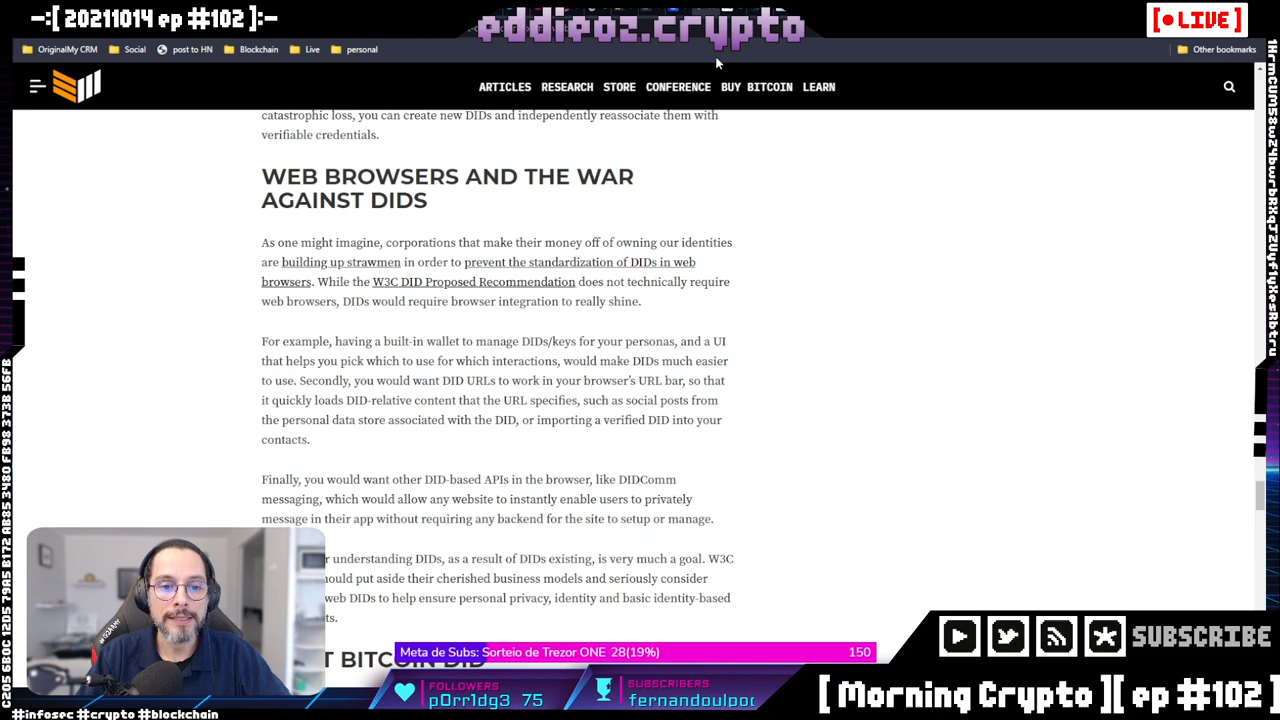 -:[ 20211014 ep #102 ]:-
eddieoz.crypto
[ ● LIVE ]
OriginalMy CRM
Social
post to HN
Blockchain
Live
personal
Other bookmarks
ARTICLES RESEARCH STORE CONFERENCE BUY BITCOIN LEARN
catastrophic loss, you can create new DIDs and independently reassociate them with
verifiable credentials.
WEB BROWSERS AND THE WAR
AGAINST DIDS
As one might imagine, corporations that make their money off of owning our identities
are building up strawmen in order to prevent the standardization of DIDs in web
browsers. While the W3C DID Proposed Recommendation does not technically require
web browsers, DIDs would require browser integration to really shine.
For example, having a built-in wallet to manage DIDs/keys for your personas, and a UI
that helps you pick which to use for which interactions, would make DIDs much easier
to use. Secondly, you would want DID URLs to work in your browser's URL bar, so that
it quickly loads DID-relative content that the URL specifies, such as social posts from
the personal data store associated with the DID, or importing a verified DID into your
contacts.
Finally, you would want other DID-based APIs in the browser, like DIDComm
messaging, which would allow any website to instantly enable users to privately
message in their app without requiring any backend for the site to setup or manage.
understanding DIDs, as a result of DIDs existing, is very much a goal. W3C
should put aside their cherished business models and seriously consider
web DIDs to help ensure personal privacy, identity and basic identity-based
BITCOIN DID
Meta de Subs: Sorteio de Trezor ONE 28(19%)
150
FOLLOWERS
p0rr1dg3_75
SUBSCRIBERS
fernandoulpoc
SUBSCRIBE
[ Morning Crypto ][ ep #102 ]
#infosec #crypto #blockchain